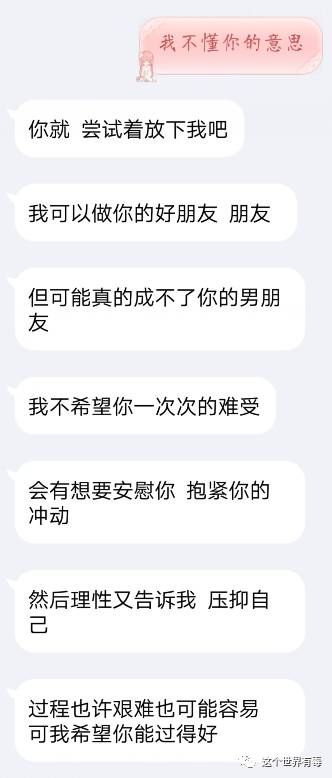 我不懂你的意思
你就 尝试着放下我吧
我可以做你的好朋友 朋友
但可能真的成不了你的男朋
友
我不希望你一次次的难受
会有想要安慰你 抱紧你的
冲动
然后理性又告诉我 压抑自
己
过程也许艰难也可能容易
可我希望你能过得好
这个世界有毒